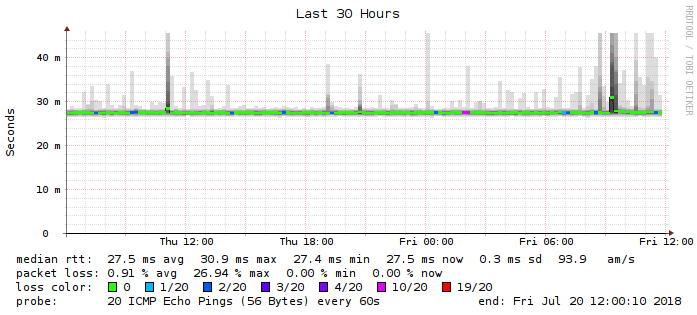 Last 30 Hours
RRDTOOL / TOBI OETIKER
Seconds
40 m
30 m
20 m
10 m
0
Thu 12:00 Thu 18:00 Fri 00:00 Fri 06:00 Fri 12:00
median rtt: 27.5 ms avg 30.9 ms max 27.4 ms min 27.5 ms now 0.3 ms sd 93.9 am/s
packet loss: 0.91 % avg 26.94 % max 0.00 % min 0.00 % now
loss color: 0 1/20 2/20 3/20 4/20 10/20 19/20
probe: 20 ICMP Echo Pings (56 Bytes) every 60s end: Fri Jul 20 12:00:10 2018